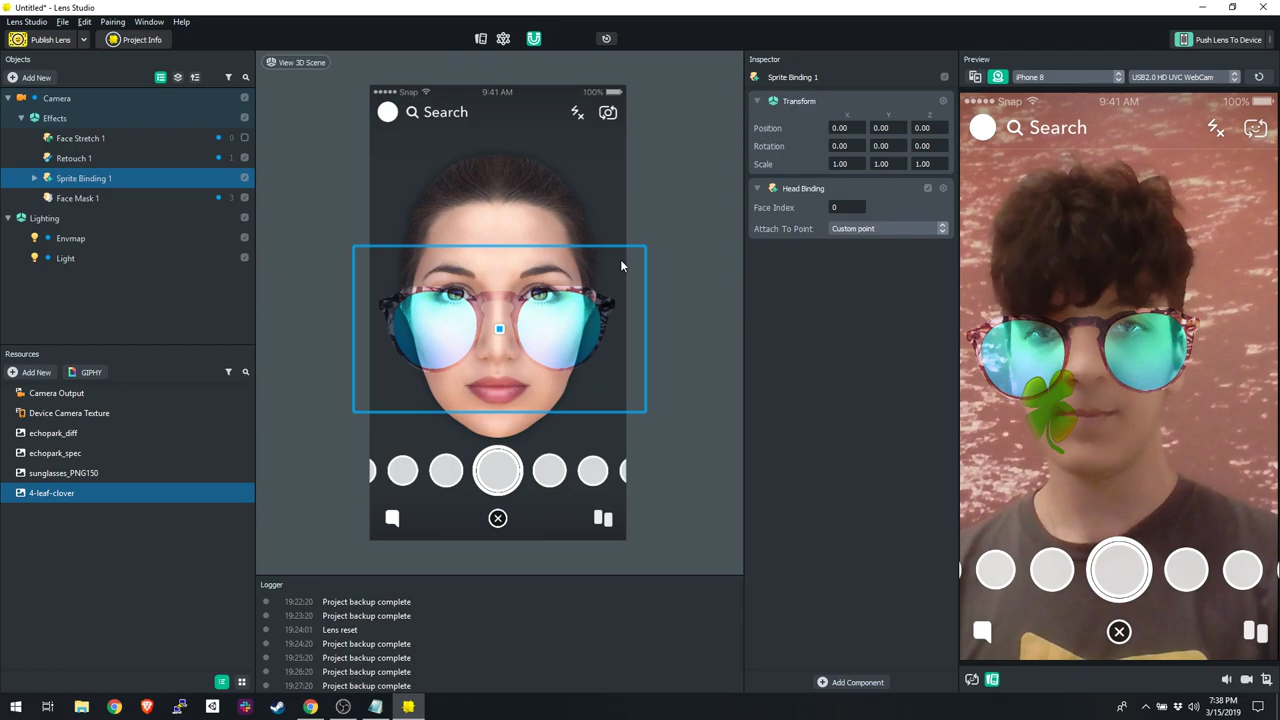 Untitled* - Lens Studio
Lens Studio File Edit Pairing Window Help
Publish Lens Project Info Push Lens To Device
Objects
Add New
Camera
Effects
Face Stretch 1 0
Retouch 1 1
Sprite Binding 1
Face Mask 1 3
Lighting
Envmap
Light
Resources
Add New GIPHY
Camera Output
Device Camera Texture
echopark_diff
echopark_spec
sunglasses_PNG150
4-leaf-clover
View 3D Scene
Snap 9:41 AM 100%
Search
Logger
19:22:20 Project backup complete
19:23:20 Project backup complete
19:24:01 Lens reset
19:24:20 Project backup complete
19:25:20 Project backup complete
19:26:20 Project backup complete
19:27:20 Project backup complete
Inspector
Sprite Binding 1
Transform
X Y Z
Position 0.00 0.00 0.00
Rotation 0.00 0.00 0.00
Scale 1.00 1.00 1.00
Head Binding
Face Index 0
Attach To Point Custom point
Add Component
Preview
iPhone 8 USB2.0 HD UVC WebCam
Snap 9:41 AM 100%
Search
7:38 PM
3/15/2019